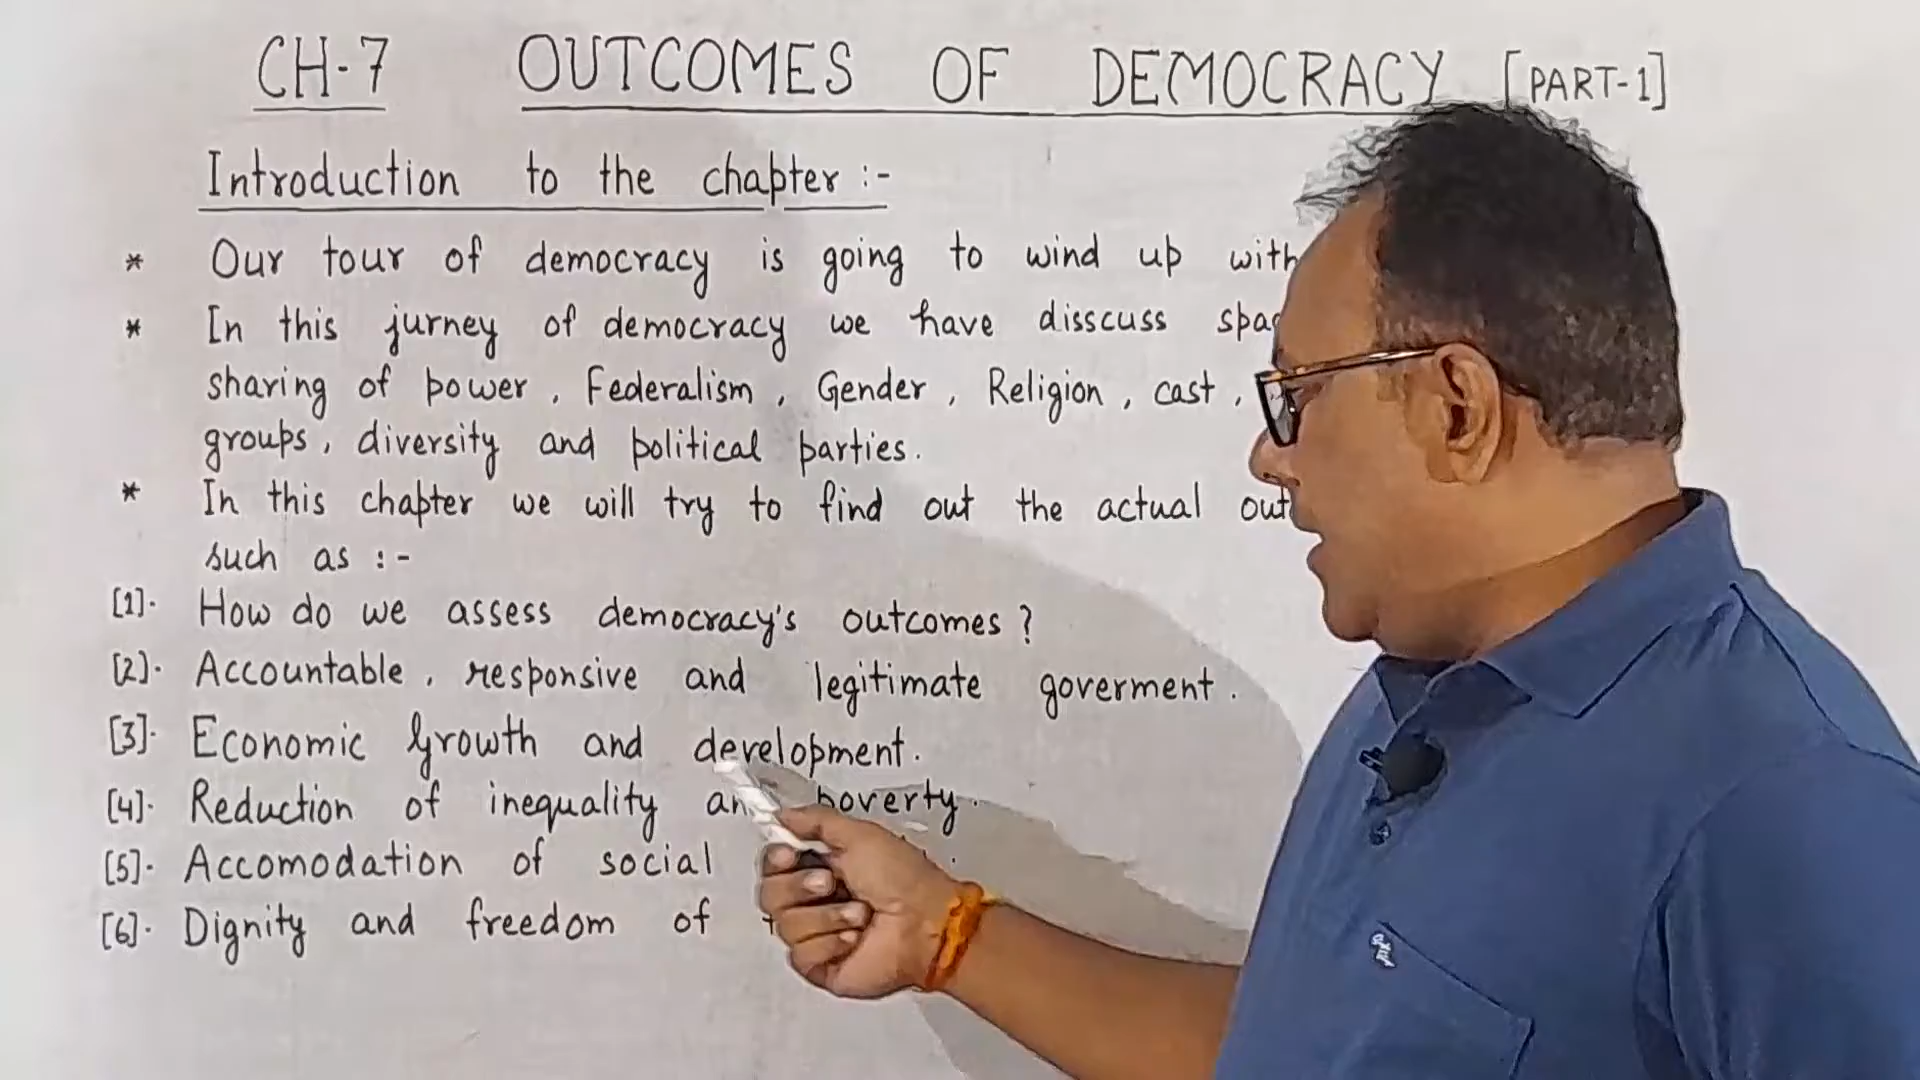 CH-7 OUTCOMES OF DEMOCRACY [PART-1]
Introduction to the chapter :-
* Our tour of democracy is going to wind up with
* In this jurney of democracy we have disscuss
sharing of power, Federalism, Gender, Religion, cast,
groups, diversity and political parties.
* In this chapter we will try to find out the actual
such as :-
[1]. How do we assess democracy's outcomes ?
[2]. Accountable, responsive and legitimate goverment.
[3]. Economic Growth and development.
[4]. Reduction of inequality and poverty.
[5]. Accomodation of social
[6]. Dignity and freedom of